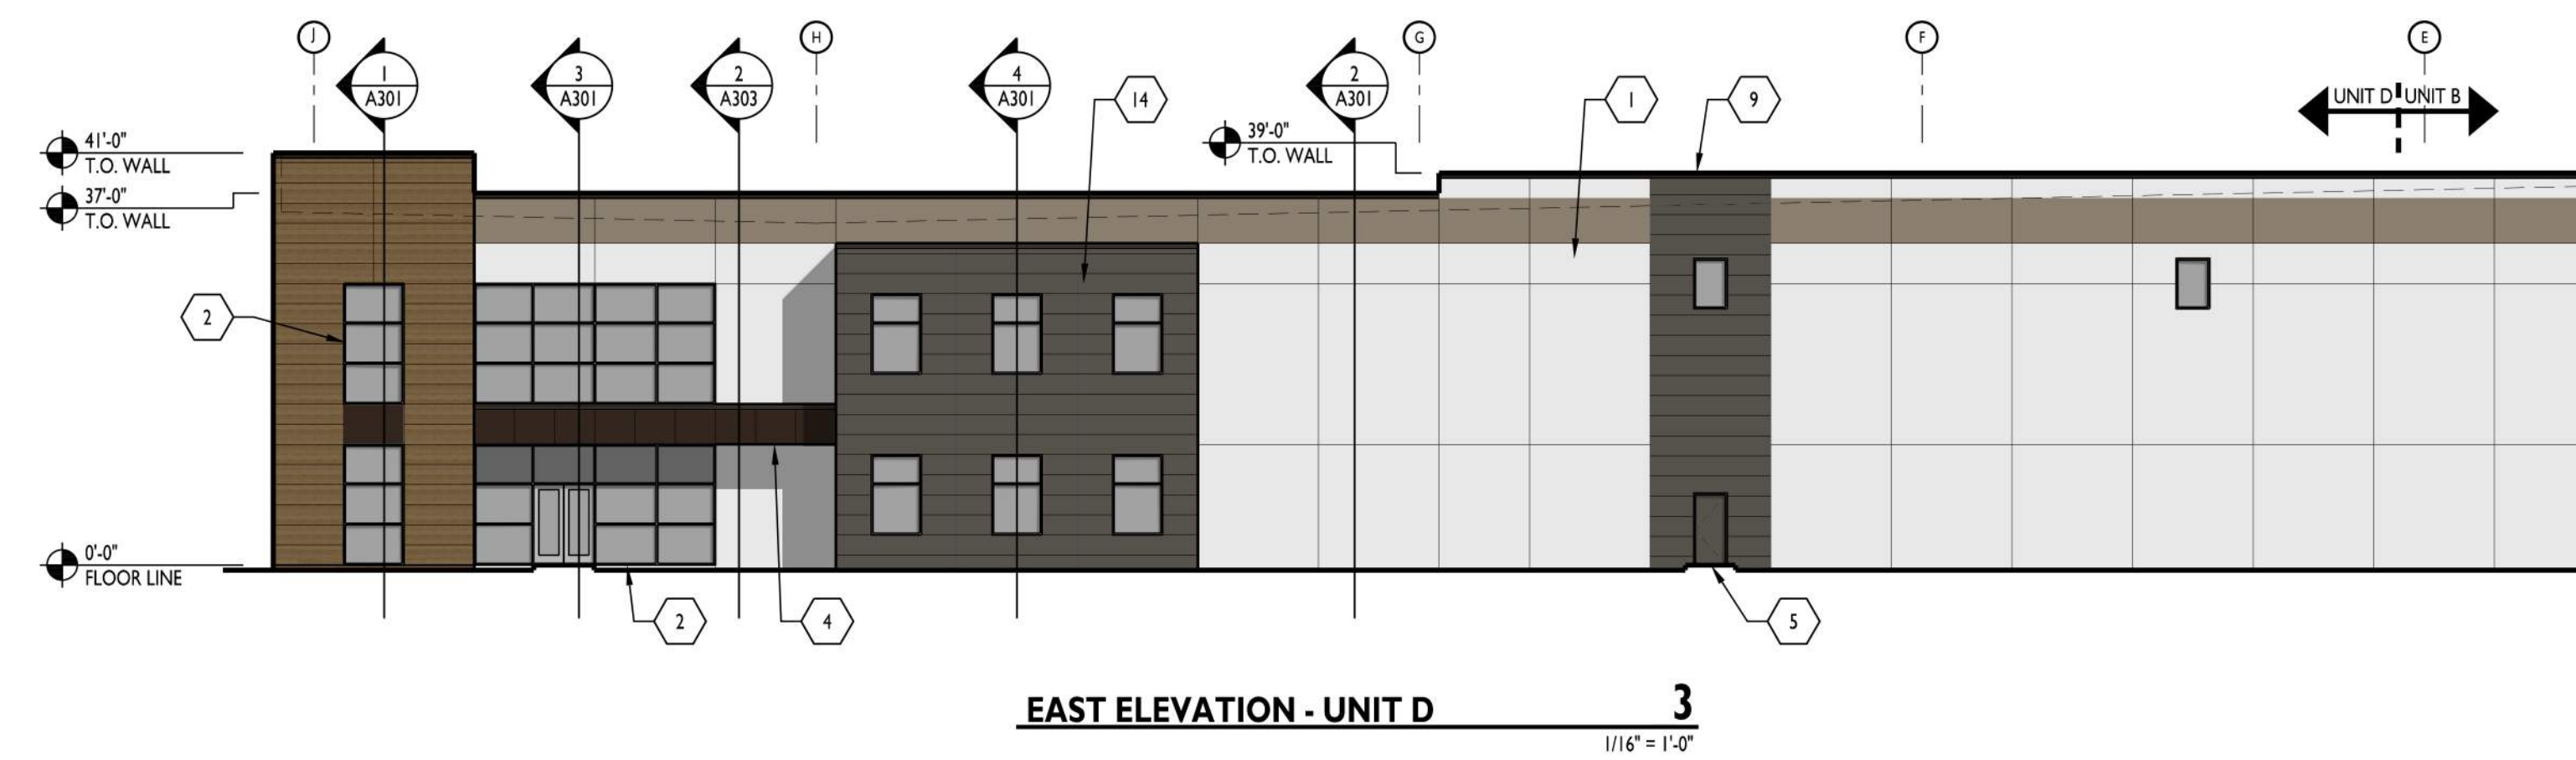 J
H
G
F
E
1
A301
3
A301
2
A303
4
A301
2
A301
14
1
9
UNIT D
UNIT B
41'-0"
T.O. WALL
39'-0"
T.O. WALL
37'-0"
T.O. WALL
2
0'-0"
FLOOR LINE
2
4
5
EAST ELEVATION - UNIT D
3
1/16" = 1'-0"